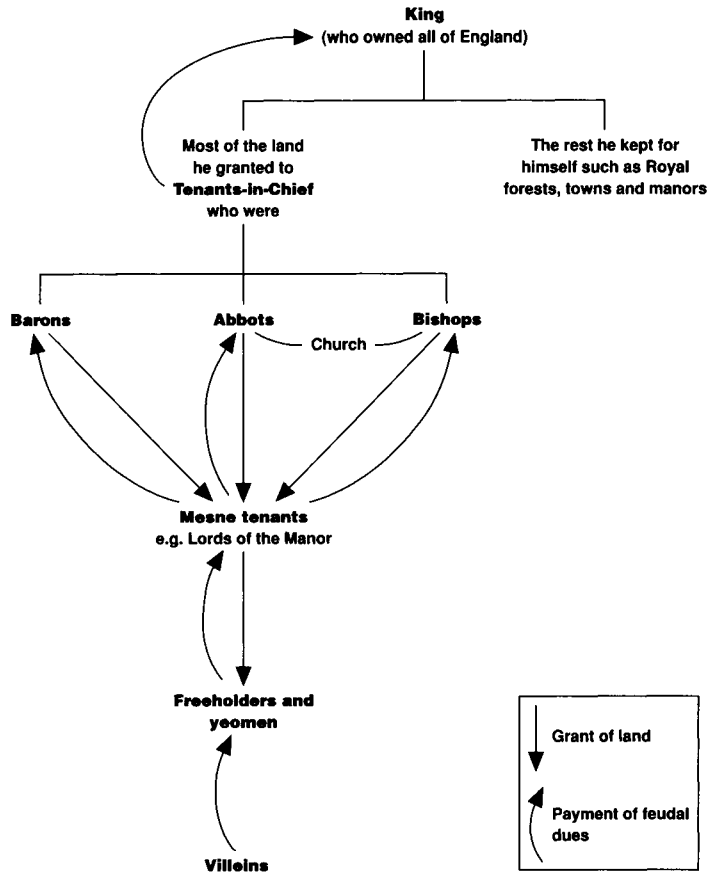 King
(who owned all of England)
Most of the land
he granted to
Tenants-in-Chief
who were
The rest he kept for
himself such as Royal
forests, towns and manors
Barons
Abbots
Church
Bishops
Mesne tenants
e.g. Lords of the Manor
Freeholders and
yeomen
Villeins
Grant of land
Payment of feudal
dues